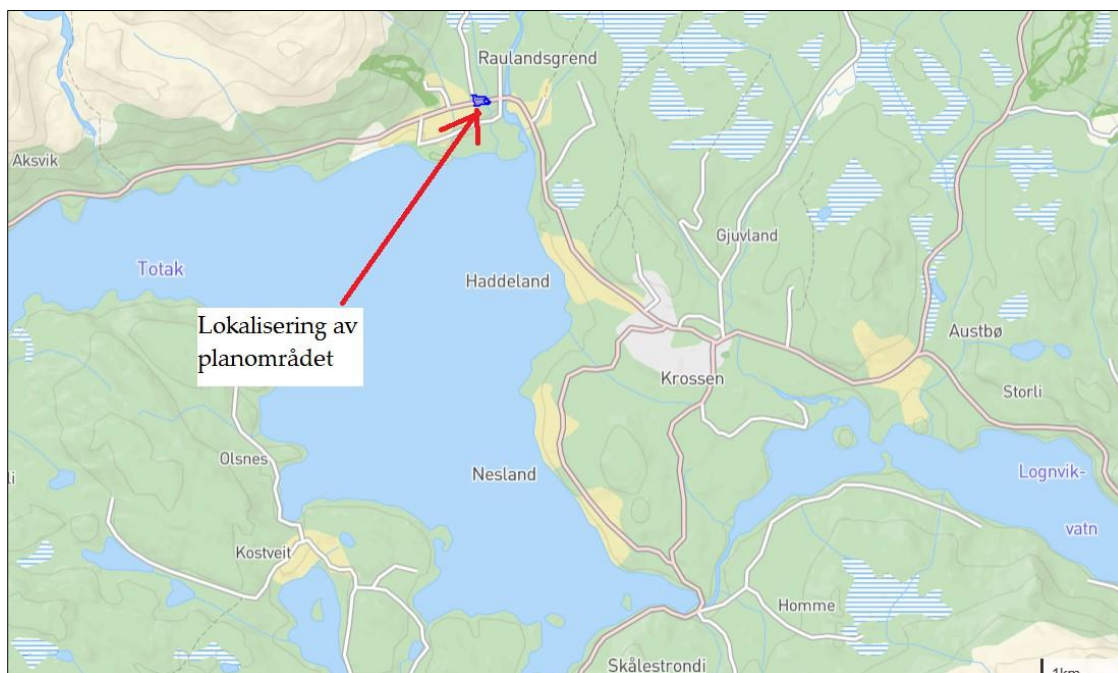 Raulandsgrend
Aksvik
Gjuvland
Totak
Haddeland
Lokalisering av
planområdet
Austbø
Krossen
Storli
Olsnes
Nesland
Lognvik-
li
vatn
Kostveit
Homme
Skålestrondi
1km